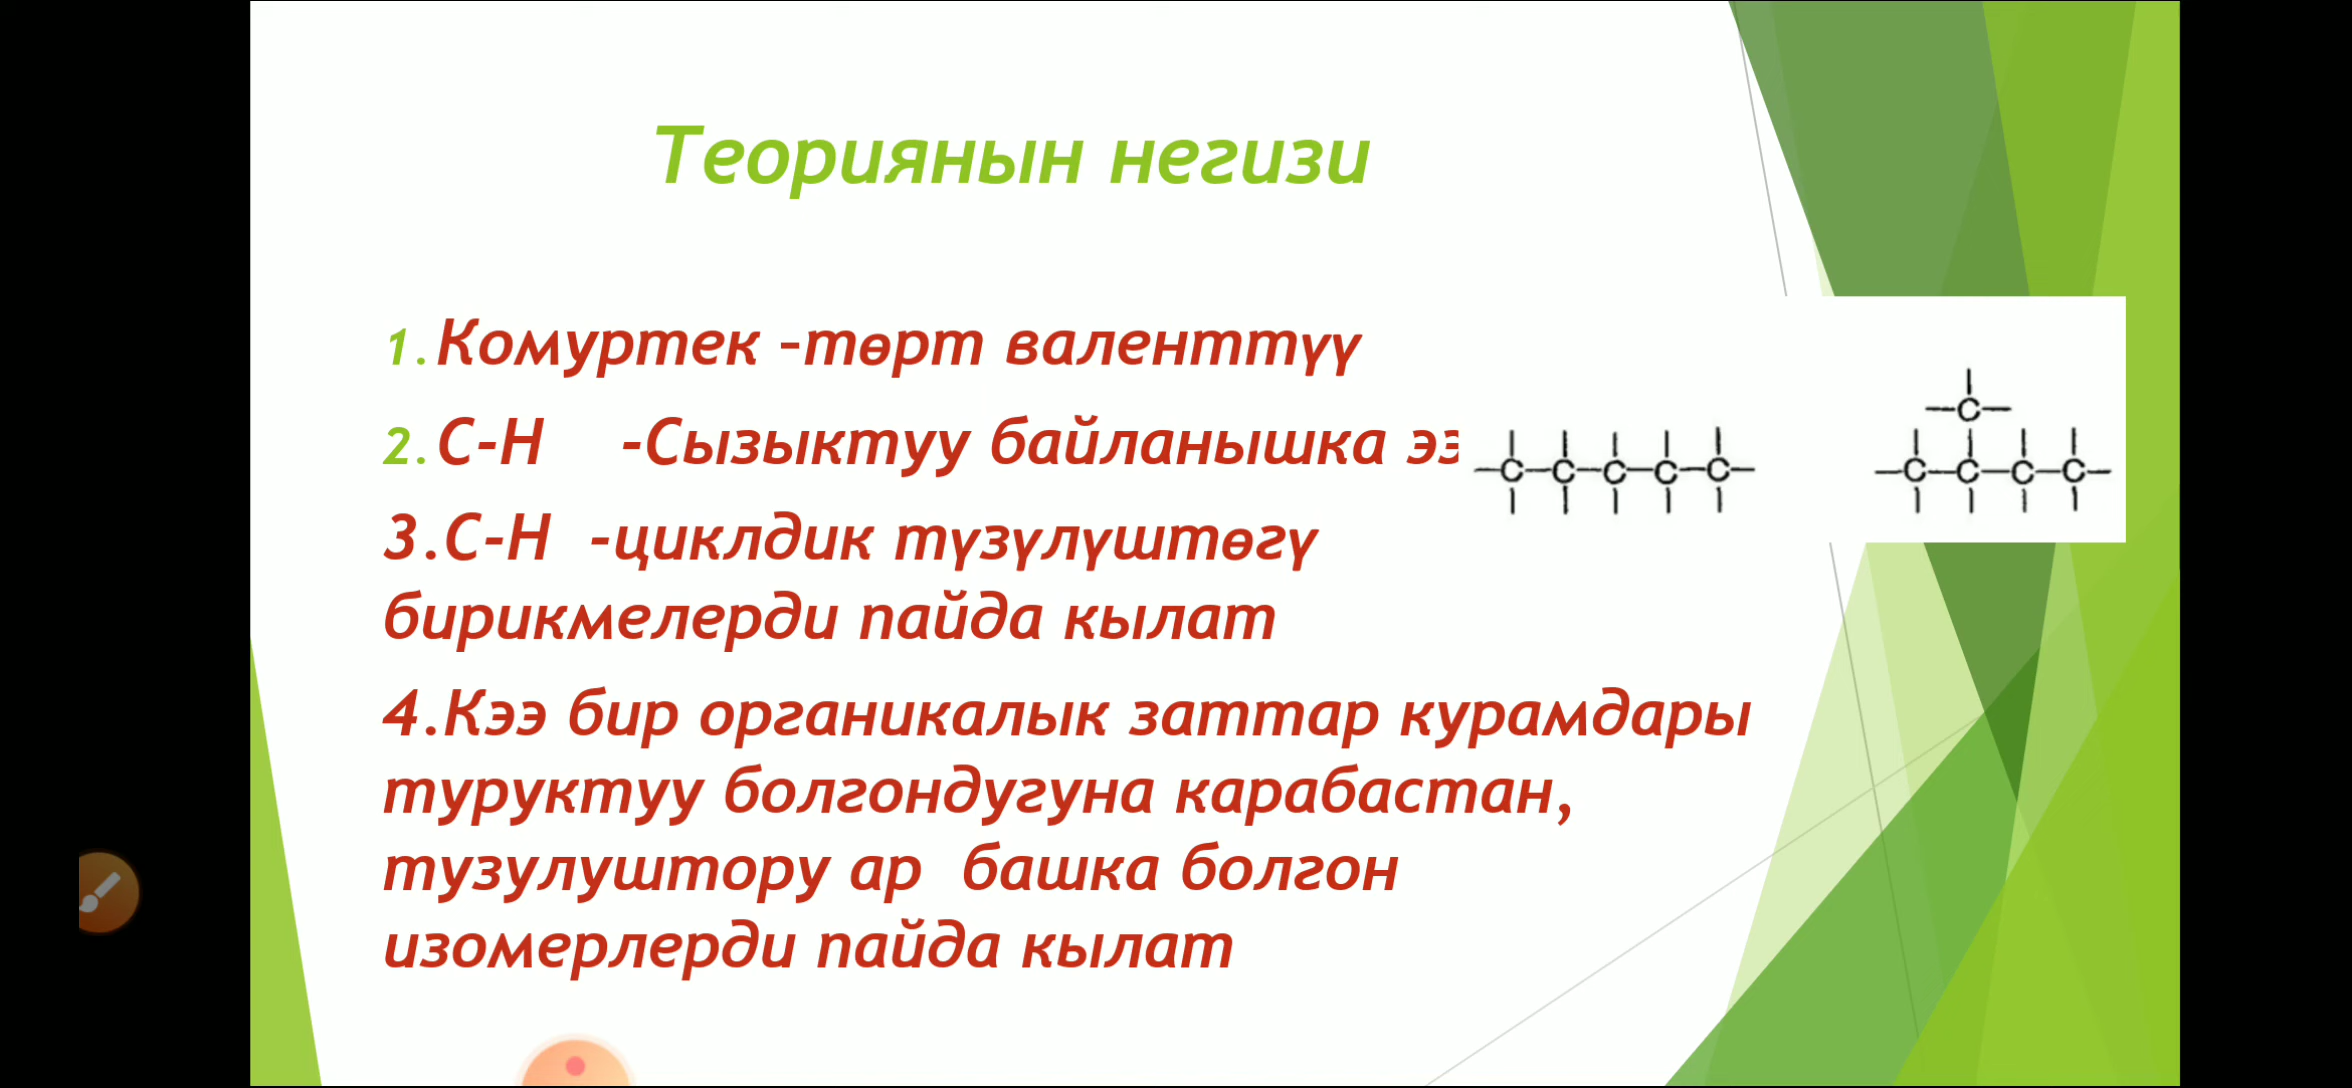 Теориянын негизи
1. Комуртек -төрт валенттүү
2. С-Н -Сызыктуу байланышка ээ
3.С-Н -циклдик түзүлүштөгү
бирикмелерди пайда кылат
4.Кээ бир органикалык заттар курамдары
туруктуу болгондугуна карабастан,
тузулуштору ар башка болгон
изомерлерди пайда кылат
C
C C C C C
C C C C